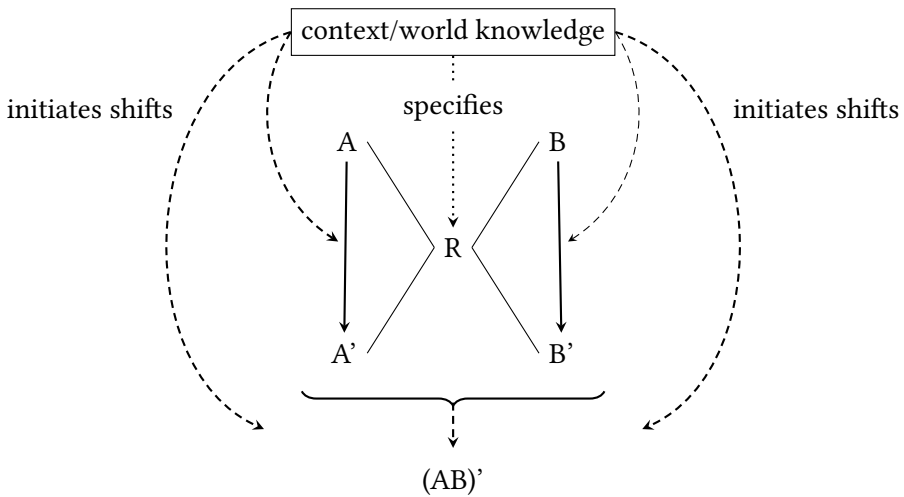 context/world knowledge
initiates shifts
specifies
initiates shifts
A
B
R
A’
B’
(AB)’